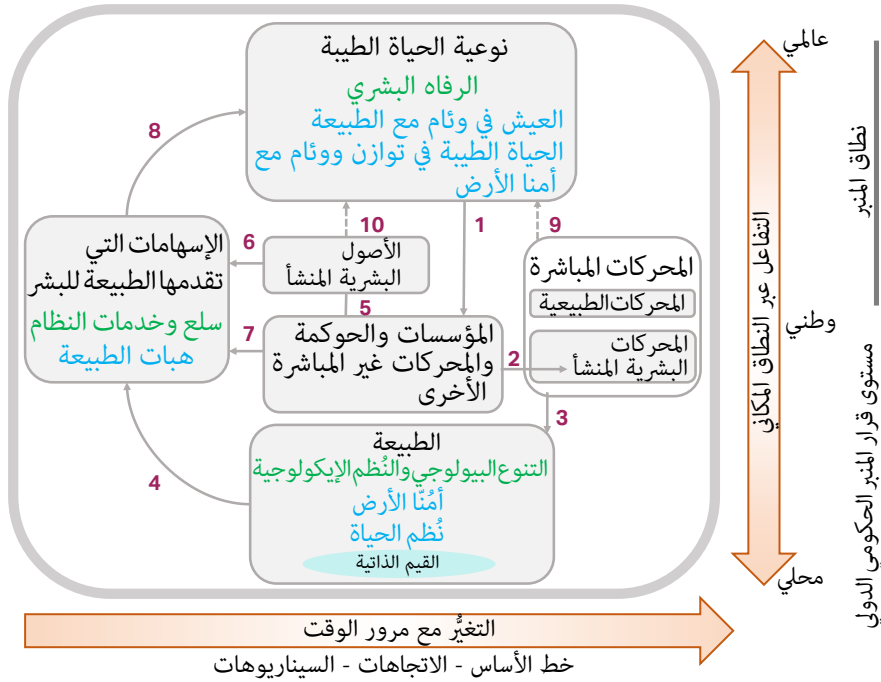 نوعية الحياة الطيبة
الرفاه البشري
العيش في وئام مع الطبيعة
الحياة الطيبة في توازن ووئام مع
أمنا الأرض
8
10
1
9
6
الأصول
البشرية المنشأ
الإسهامات التي
تقدمها الطبيعة للبشر
سلع وخدمات النظام
هبات الطبيعة
5
7
المؤسسات والحوكمة
والمحركات غير المباشرة
الأخرى
2
المحركات المباشرة
المحركات الطبيعية
المحركات
البشرية المنشأ
3
4
الطبيعة
التنوع البيولوجي والنُظم الإيكولوجية
أمُنّا الأرض
نُظم الحياة
القيم الذاتية
عالمي
وطني
محلي
التفاعل عبر النطاق المكاني
نطاق المنبر
مستوى قرار المنبر الحكومي الدولي
التغيُّر مع مرور الوقت
خط الأساس - الاتجاهات - السيناريوهات